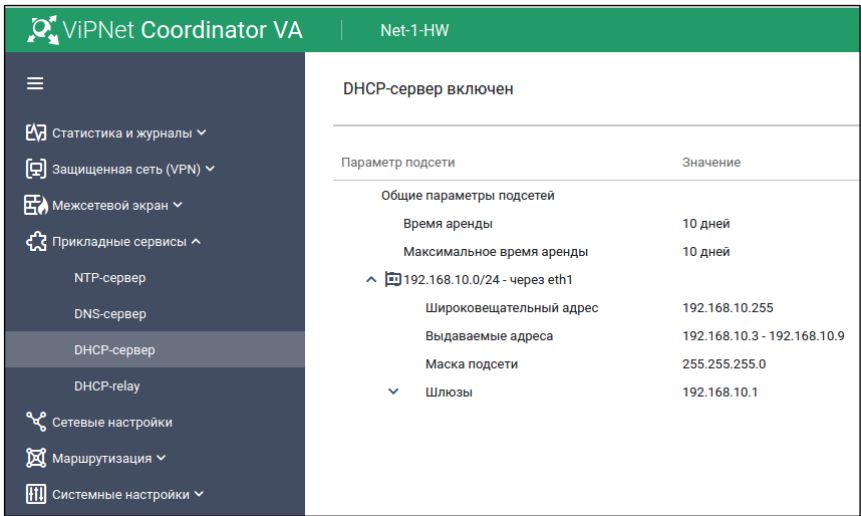 ViPNet Coordinator VA
Net-1-HW
Статистика и журналы
Защищенная сеть (VPN)
Межсетевой экран
Прикладные сервисы
NTP-сервер
DNS-сервер
DHCP-сервер
DHCP-relay
Сетевые настройки
Маршрутизация
Системные настройки
DHCP-сервер включен
Параметр подсети Значение
Общие параметры подсетей
Время аренды 10 дней
Максимальное время аренды 10 дней
192.168.10.0/24 - через eth1
Широковещательный адрес 192.168.10.255
Выдаваемые адреса 192.168.10.3 - 192.168.10.9
Маска подсети 255.255.255.0
Шлюзы 192.168.10.1